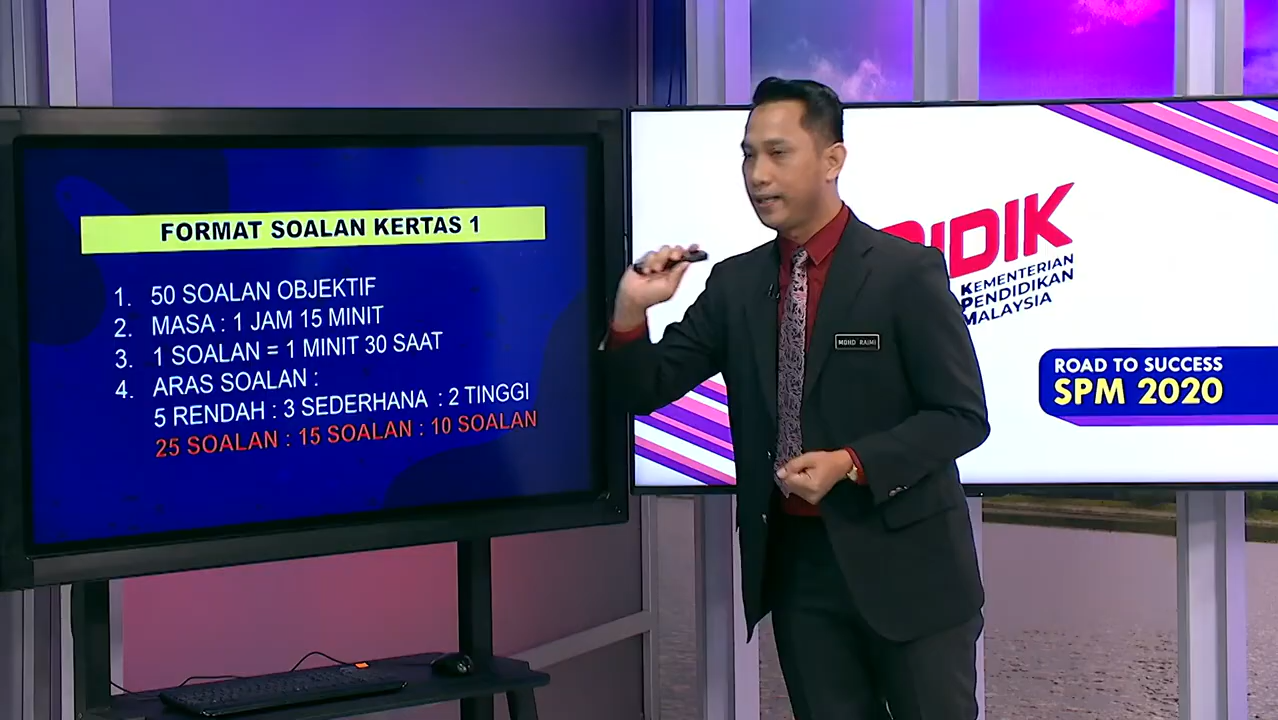 FORMAT SOALAN KERTAS 1
1. 50 SOALAN OBJEKTIF
2. MASA : 1 JAM 15 MINIT
3. 1 SOALAN = 1 MINIT 30 SAAT
4. ARAS SOALAN :
5 RENDAH : 3 SEDERHANA : 2 TINGGI
25 SOALAN : 15 SOALAN : 10 SOALAN
MOHD RAIMI
DIDIK
KEMENTERIAN
PENDIDIKAN
MALAYSIA
ROAD TO SUCCESS
SPM 2020